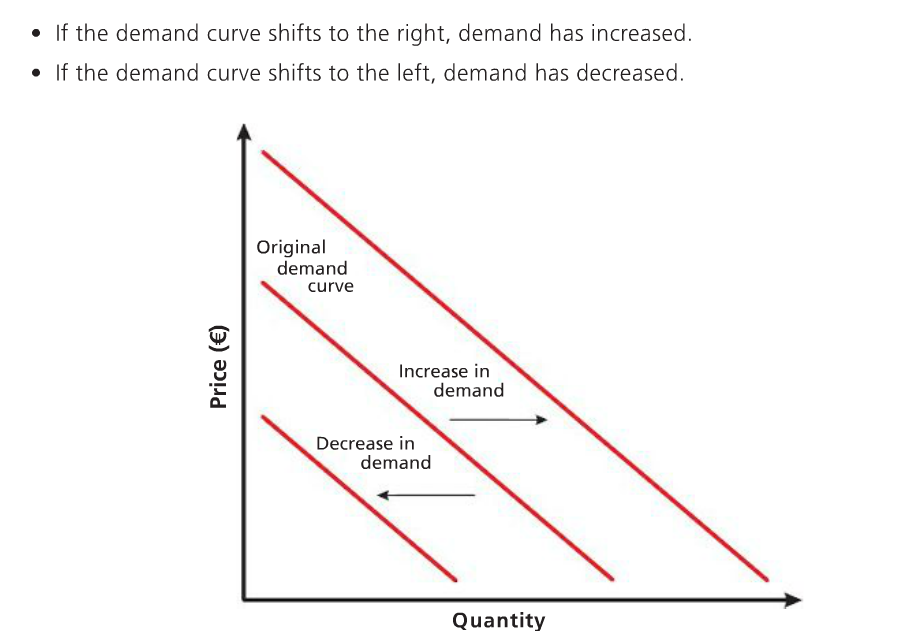 • If the demand curve shifts to the right, demand has increased.
• If the demand curve shifts to the left, demand has decreased.
Original
demand
curve
Increase in
demand
Decrease in
demand
Price (€)
Quantity